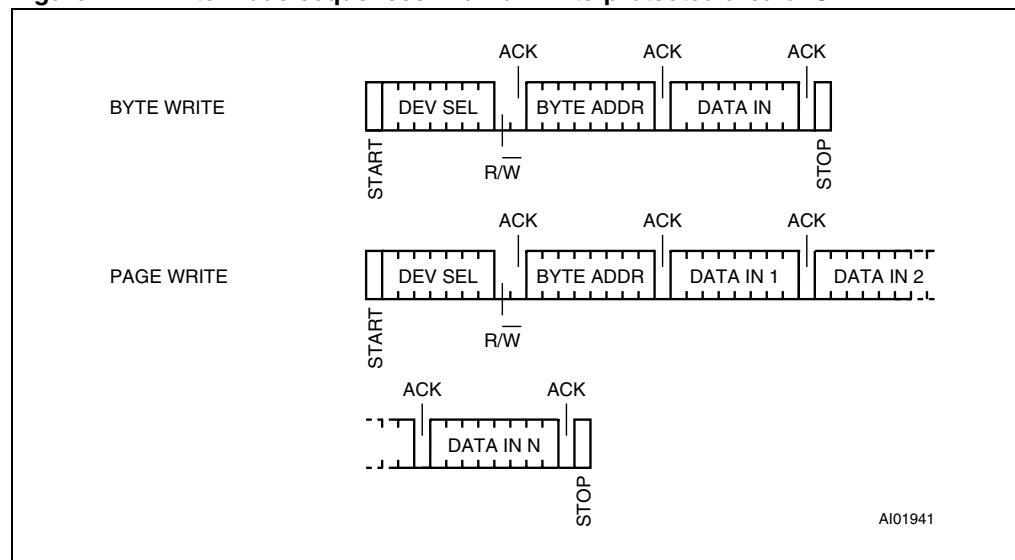 ACK ACK ACK
BYTE WRITE DEV SEL BYTE ADDR DATA IN
START R/W̅ STOP
ACK ACK ACK
PAGE WRITE DEV SEL BYTE ADDR DATA IN 1 DATA IN 2
START R/W̅
ACK ACK
DATA IN N
STOP
AI01941